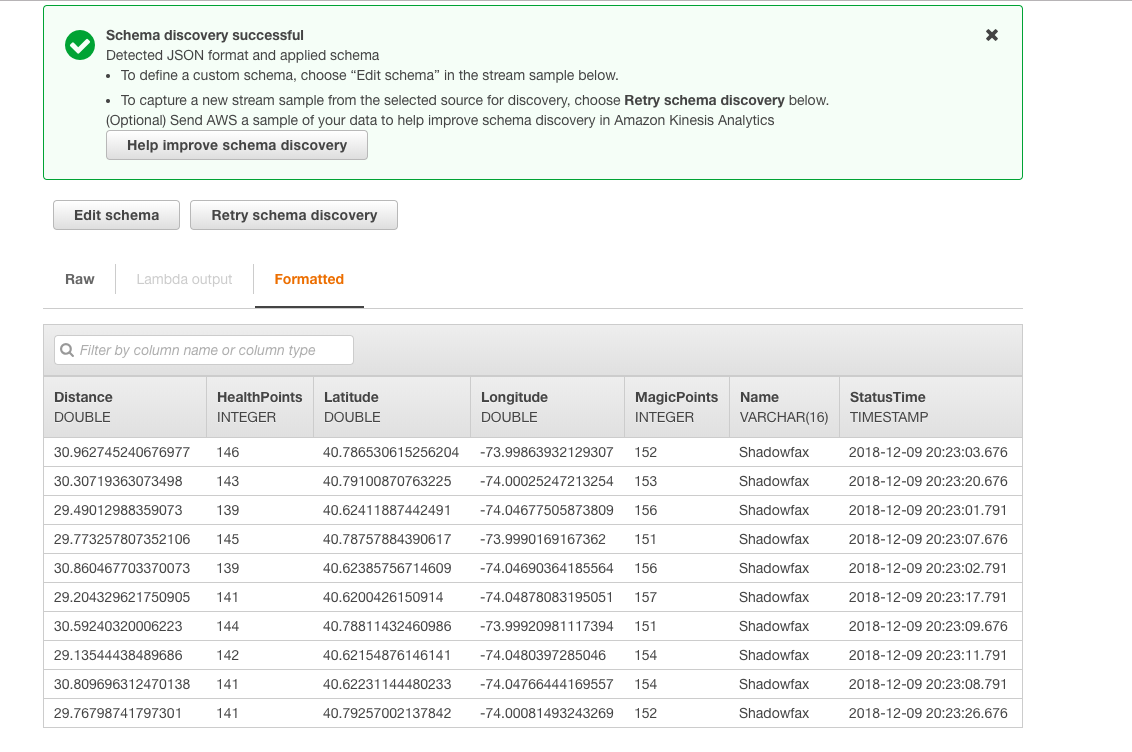 Schema discovery successful
Detected JSON format and applied schema
• To define a custom schema, choose “Edit schema” in the stream sample below.
• To capture a new stream sample from the selected source for discovery, choose Retry schema discovery below.
(Optional) Send AWS a sample of your data to help improve schema discovery in Amazon Kinesis Analytics
Help improve schema discovery
Edit schema Retry schema discovery
Raw Lambda output Formatted
Filter by column name or column type
Distance HealthPoints Latitude Longitude MagicPoints Name StatusTime
DOUBLE INTEGER DOUBLE DOUBLE INTEGER VARCHAR(16) TIMESTAMP
30.962745240676977 146 40.786530615256204 -73.99863932129307 152 Shadowfax 2018-12-09 20:23:03.676
30.30719363073498 143 40.79100870763225 -74.00025247213254 153 Shadowfax 2018-12-09 20:23:20.676
29.49012988359073 139 40.62411887442491 -74.04677505873809 156 Shadowfax 2018-12-09 20:23:01.791
29.773257807352106 145 40.78757884390617 -73.9990169167362 151 Shadowfax 2018-12-09 20:23:07.676
30.860467703370073 139 40.62385756714609 -74.04690364185564 156 Shadowfax 2018-12-09 20:23:02.791
29.204329621750905 141 40.6200426150914 -74.04878083195051 157 Shadowfax 2018-12-09 20:23:17.791
30.59240320006223 144 40.78811432460986 -73.99920981117394 151 Shadowfax 2018-12-09 20:23:09.676
29.13544438489686 142 40.62154876146141 -74.0480397285046 154 Shadowfax 2018-12-09 20:23:11.791
30.809696312470138 141 40.62231144480233 -74.04766444169557 154 Shadowfax 2018-12-09 20:23:08.791
29.76798741797301 141 40.79257002137842 -74.00081493243269 152 Shadowfax 2018-12-09 20:23:26.676